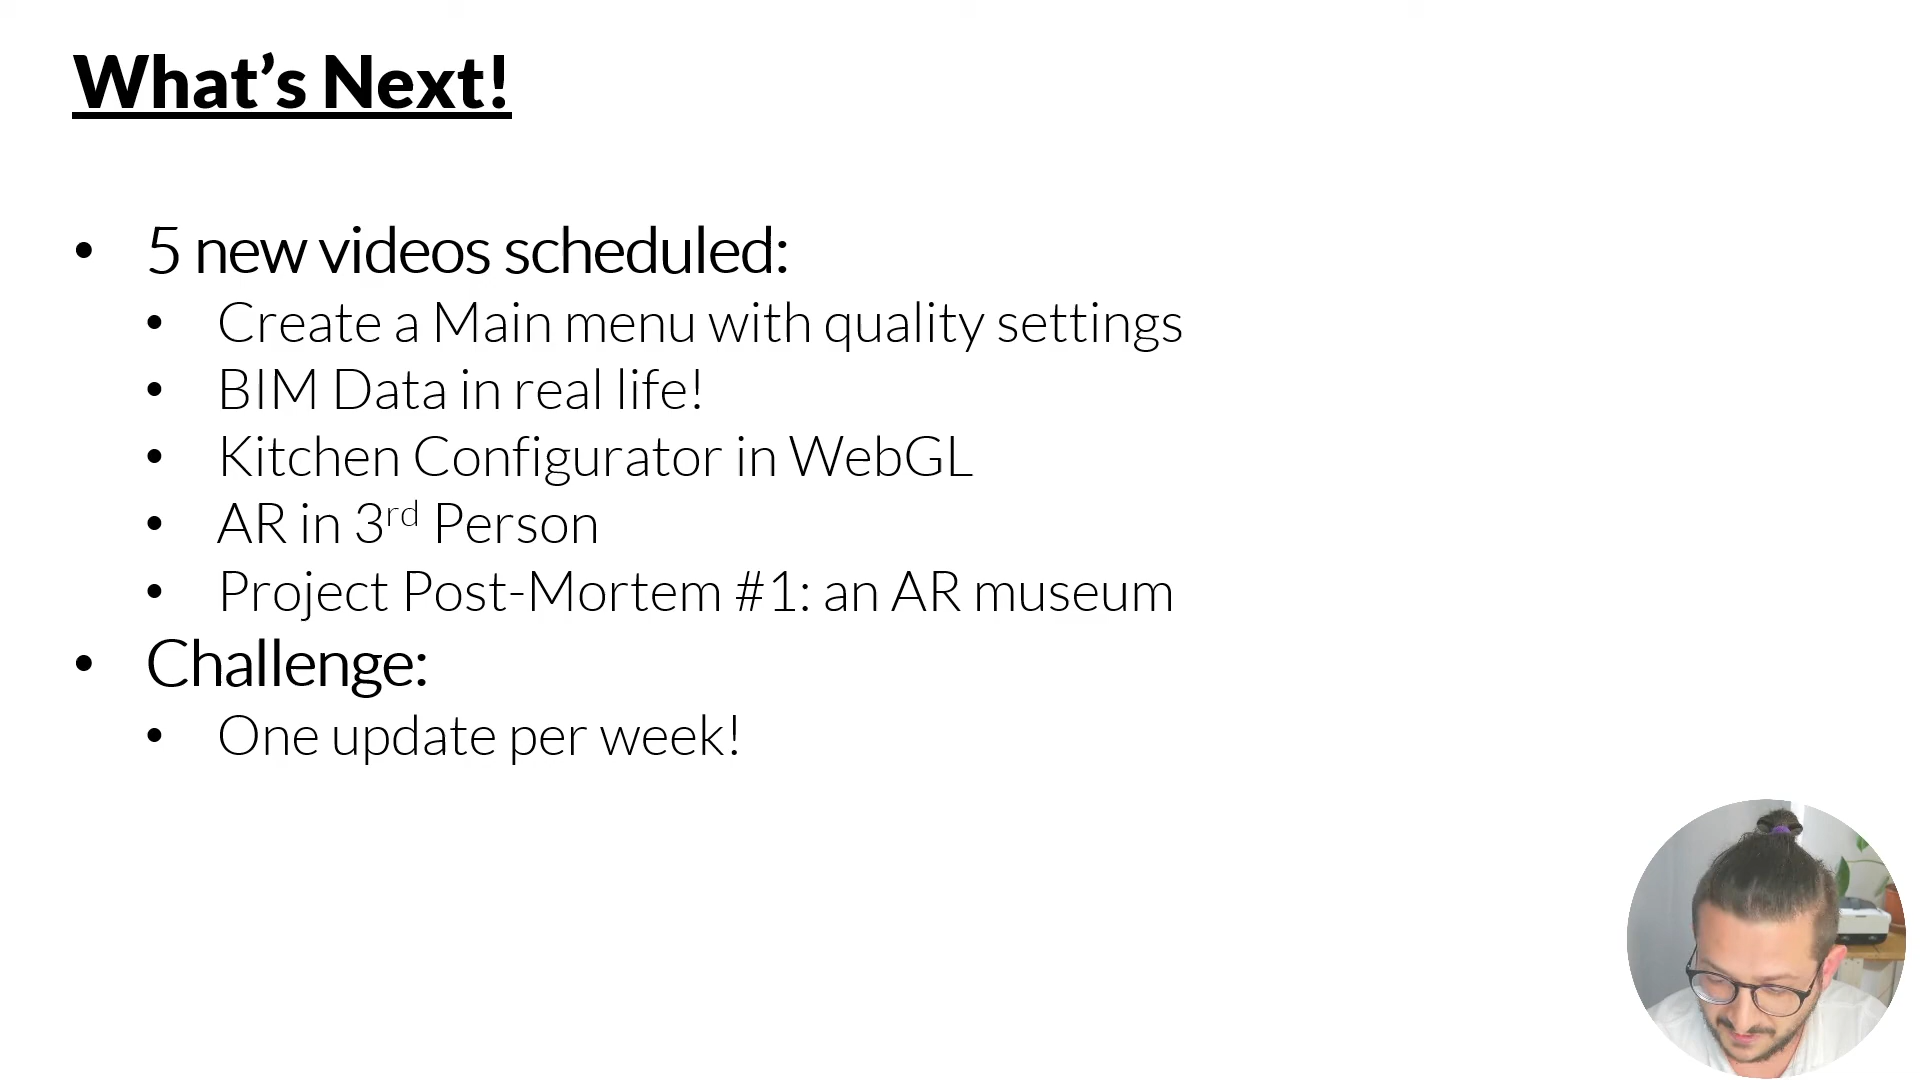 What’s Next!
• 5 new videos scheduled:
• Create a Main menu with quality settings
• BIM Data in real life!
• Kitchen Configurator in WebGL
• AR in 3rd Person
• Project Post-Mortem #1: an AR museum
• Challenge:
• One update per week!